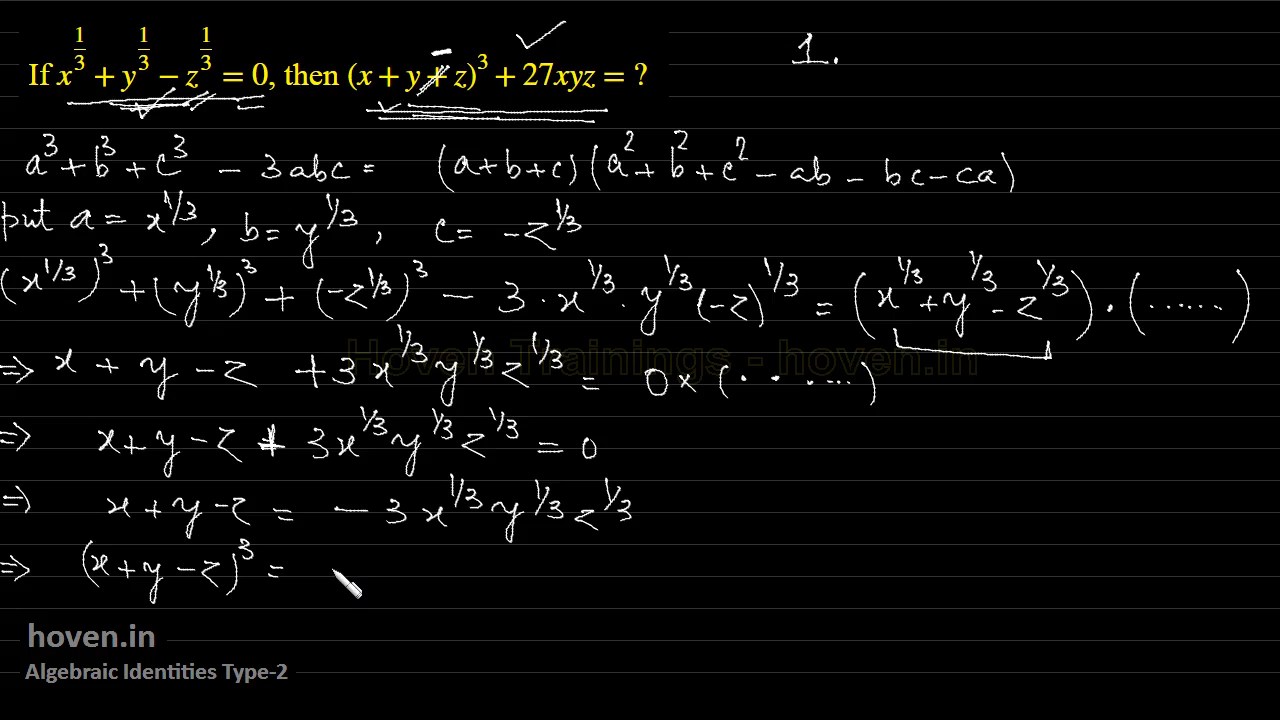 1.
If x^{1/3} + y^{1/3} − z^{1/3} = 0, then (x + y + z)^3 + 27xyz = ?
a^3 + b^3 + c^3 − 3abc = (a+b+c)(a^2 + b^2 + c^2 − ab − bc − ca)
put a = x^{1/3}, b = y^{1/3}, c = −z^{1/3}
(x^{1/3})^3 + (y^{1/3})^3 + (−z^{1/3})^3 − 3 · x^{1/3} · y^{1/3} (−z)^{1/3} = (x^{1/3} + y^{1/3} − z^{1/3}) · (......)
Hoven Trainings - hoven.in
⇒ x + y − z + 3 x^{1/3} y^{1/3} z^{1/3} = 0 × (· · · ....)
⇒ x + y − z + 3x^{1/3} y^{1/3} z^{1/3} = 0
⇒ x + y − z = − 3 x^{1/3} y^{1/3} z^{1/3}
⇒ (x + y − z)^3 =
hoven.in
Algebraic Identities Type-2